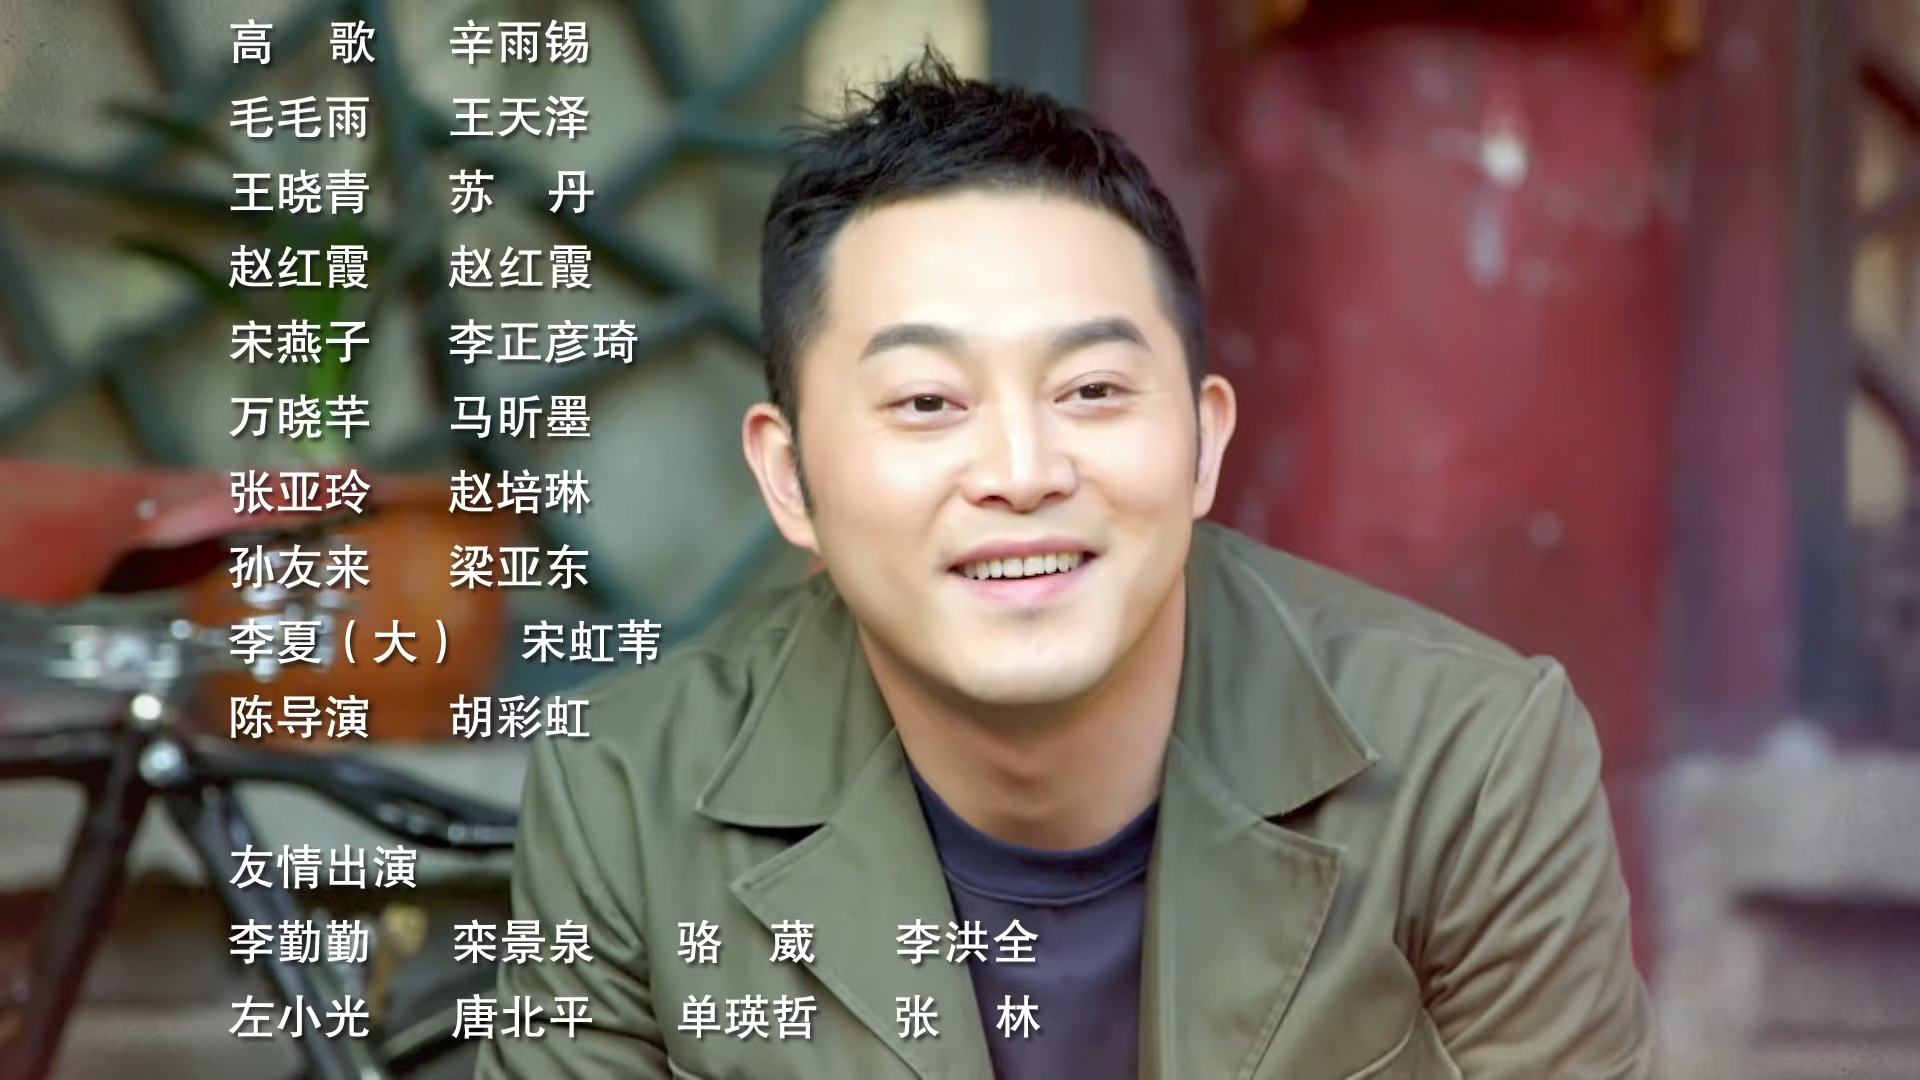 高　歌　辛雨锡
毛毛雨　王天泽
王晓青　苏　丹
赵红霞　赵红霞
宋燕子　李正彦琦
万晓芊　马昕墨
张亚玲　赵培琳
孙友来　梁亚东
李夏（大）　宋虹苇
陈导演　胡彩虹
友情出演
李勤勤　栾景泉　骆　葳　李洪全
左小光　唐北平　单瑛哲　张　林